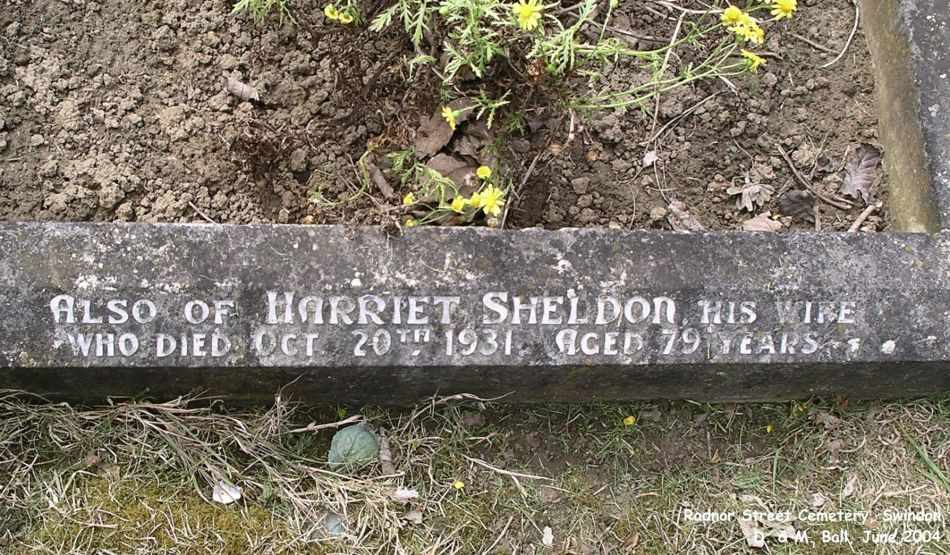 ALSO OF HARRIET SHELDON, HIS WIFE
WHO DIED OCT 20TH 1931. AGED 79 YEARS.
Radnor Street Cemetery, Swindon
D. & M. Ball, June 2004